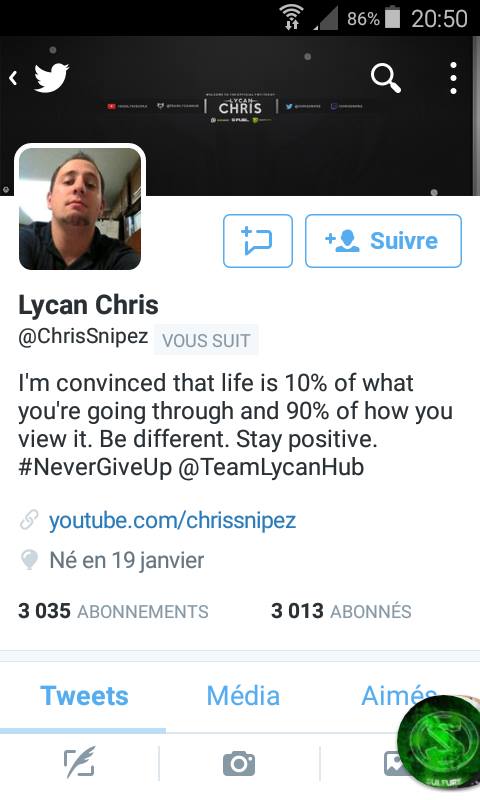 86% 20:50
LYCAN
CHRIS
Lycan Chris
Suivre
@ChrisSnipez VOUS SUIT
I'm convinced that life is 10% of what
you're going through and 90% of how you
view it. Be different. Stay positive.
#NeverGiveUp @TeamLycanHub
youtube.com/chrissnipez
Né en 19 janvier
3 035 ABONNEMENTS 3 013 ABONNÉS
Tweets Média Aimés
SULFURE